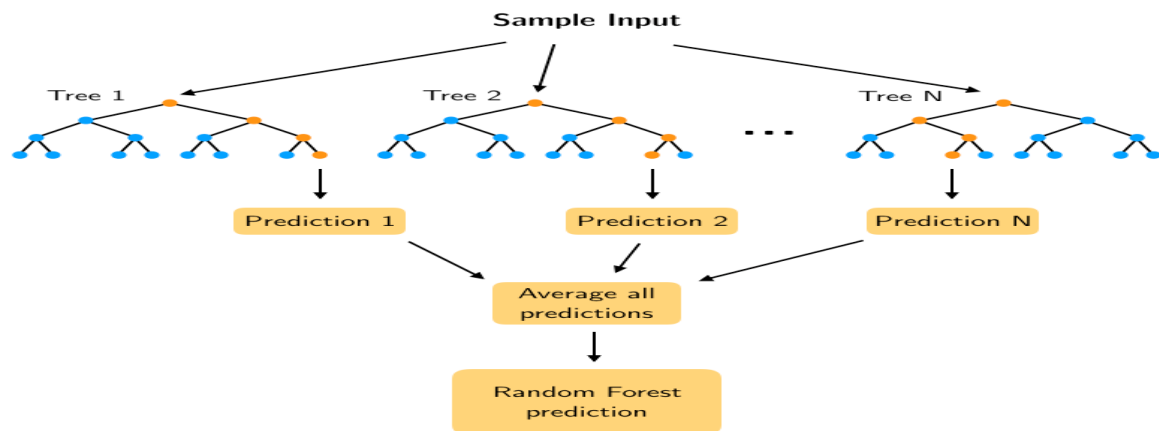 Sample Input
Tree 1
Tree 2
Tree N
Prediction 1
Prediction 2
Prediction N
Average all
predictions
Random Forest
prediction